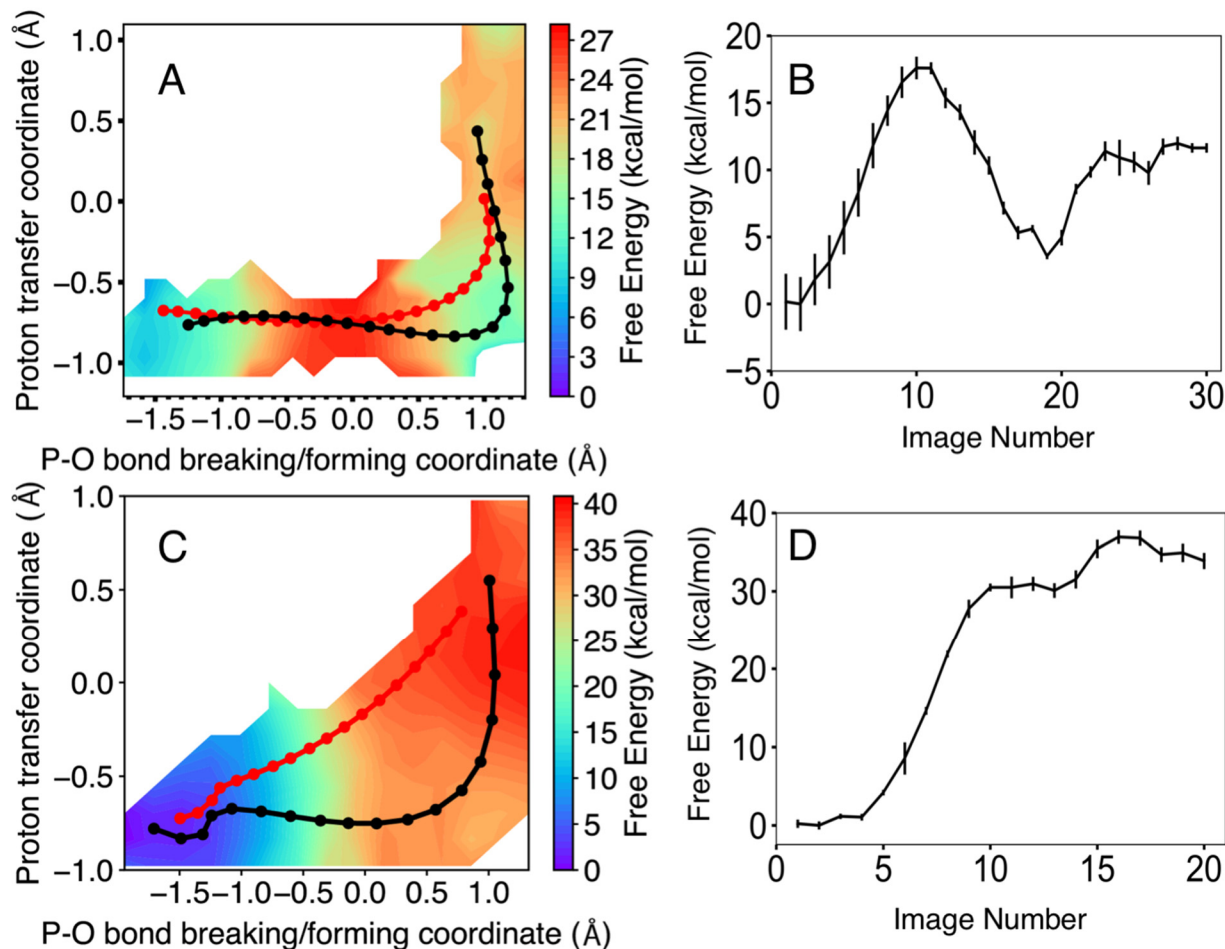 A
Proton transfer coordinate (Å)
1.0
0.5
0.0
−0.5
−1.0
−1.5 −1.0 −0.5 0.0 0.5 1.0
P-O bond breaking/forming coordinate (Å)
27
24
21
18
15
12
9
6
3
0
Free Energy (kcal/mol)
B
Free Energy (kcal/mol)
20
15
10
5
0
−5
0 10 20 30
Image Number
C
Proton transfer coordinate (Å)
1.0
0.5
0.0
−0.5
−1.0
−1.5 −1.0 −0.5 0.0 0.5 1.0
P-O bond breaking/forming coordinate (Å)
40
35
30
25
20
15
10
5
0
Free Energy (kcal/mol)
D
Free Energy (kcal/mol)
40
30
20
10
0
0 5 10 15 20
Image Number